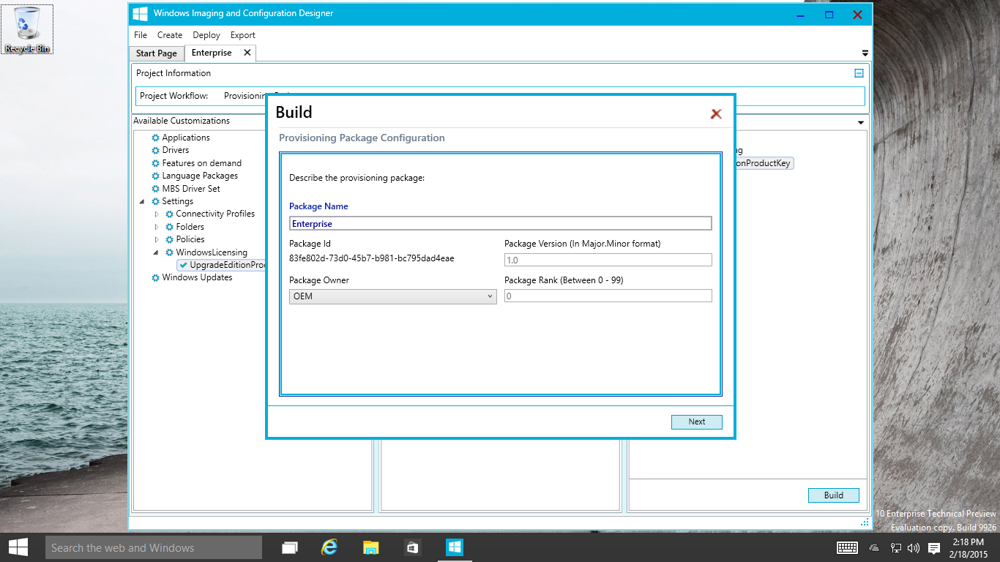 Recycle Bin
Windows Imaging and Configuration Designer
File Create Deploy Export
Start Page Enterprise
Project Information
Project Workflow: Provisioning
Available Customizations
Applications
Drivers
Features on demand
Language Packages
MBS Driver Set
Settings
Connectivity Profiles
Folders
Policies
WindowsLicensing
UpgradeEditionProd
Windows Updates
ng
onProductKey
Build
Provisioning Package Configuration
Describe the provisioning package:
Package Name
Enterprise
Package Id
83fe802d-73d0-45b7-b981-bc795dad4eae
Package Version (In Major.Minor format)
1.0
Package Owner
OEM
Package Rank (Between 0 - 99)
0
Next
Build
10 Enterprise Technical Preview
Evaluation copy. Build 9926
Search the web and Windows
2:18 PM
2/18/2015